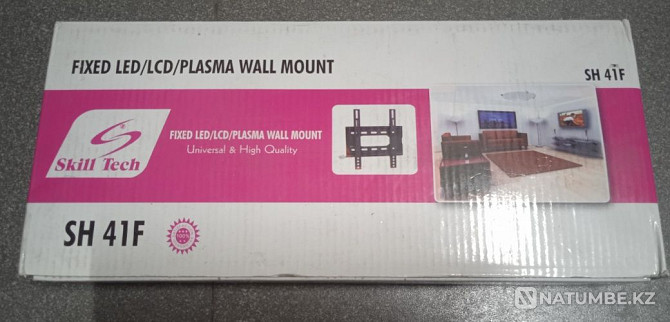 FIXED LED/LCD/PLASMA WALL MOUNT
SH 41F
Skill Tech
FIXED LED/LCD/PLASMA WALL MOUNT
Universal & High Quality
SH 41F
NATUMBE.KZ